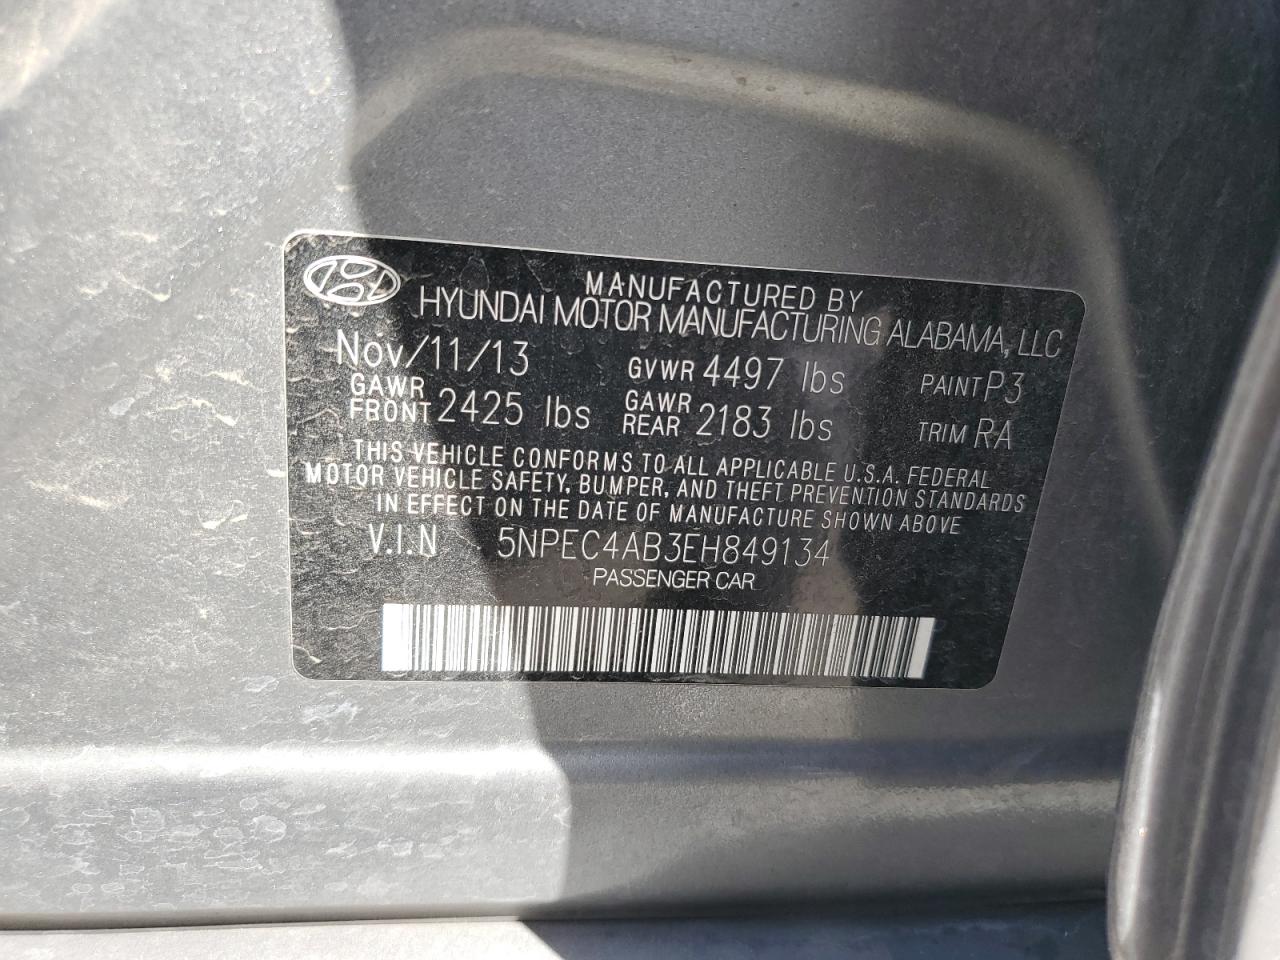 MANUFACTURED BY
HYUNDAI MOTOR MANUFACTURING ALABAMA, LLC
Nov/11/13 GVWR 4497 lbs PAINT P3
GAWR FRONT 2425 lbs GAWR REAR 2183 lbs TRIM RA
THIS VEHICLE CONFORMS TO ALL APPLICABLE U.S.A. FEDERAL
MOTOR VEHICLE SAFETY, BUMPER, AND THEFT PREVENTION STANDARDS
IN EFFECT ON THE DATE OF MANUFACTURE SHOWN ABOVE
V.I.N 5NPEC4AB3EH849134
PASSENGER CAR